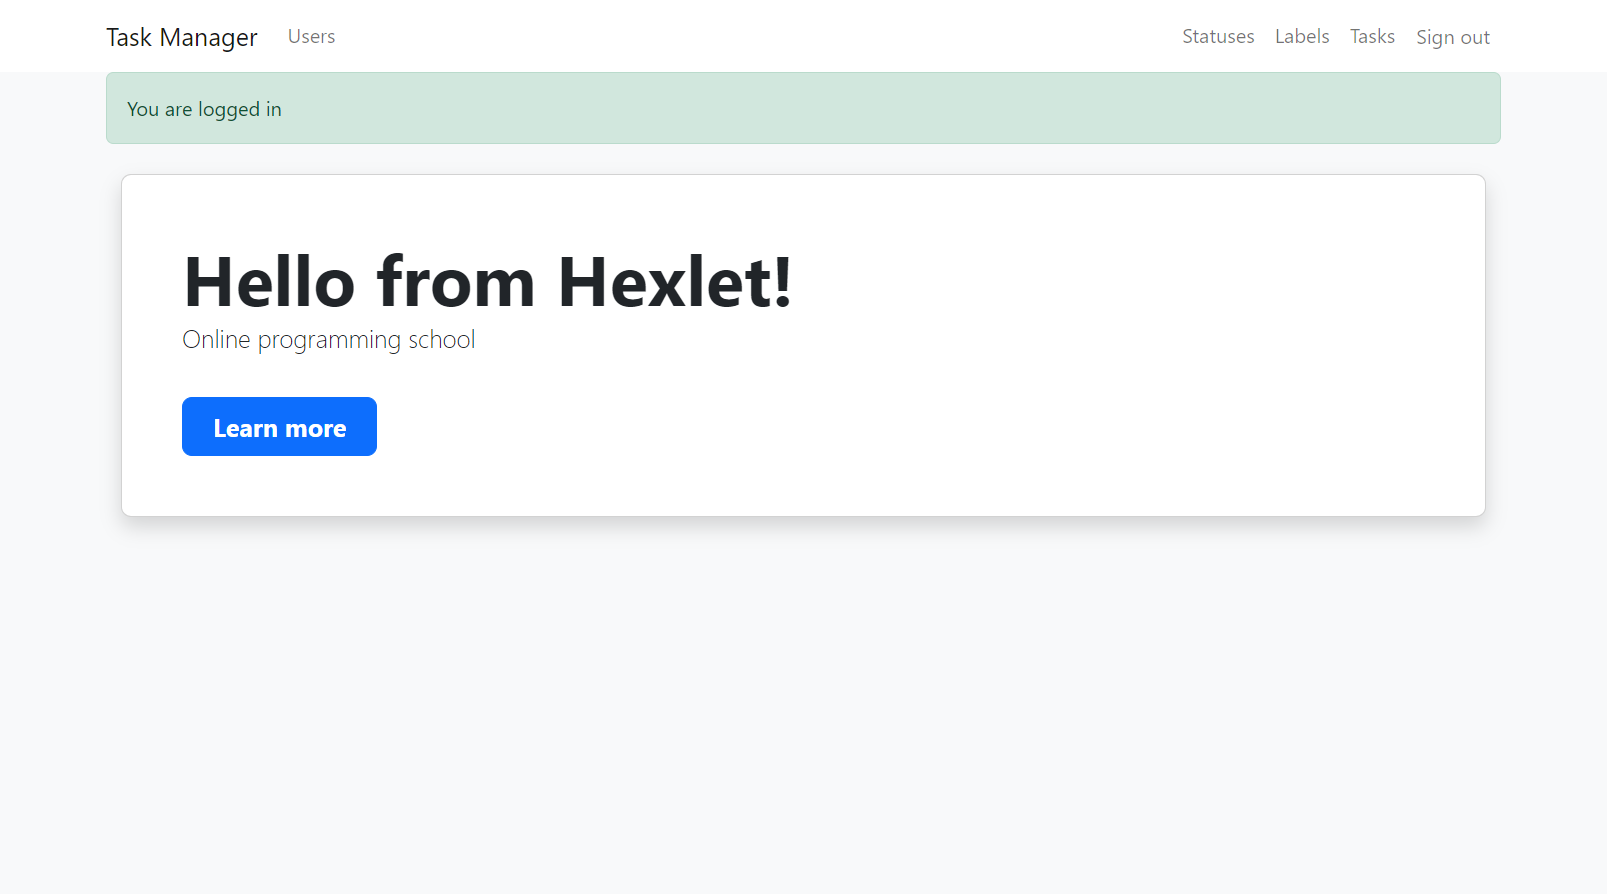 Task Manager Users Statuses Labels Tasks Sign out
You are logged in
Hello from Hexlet!
Online programming school
Learn more